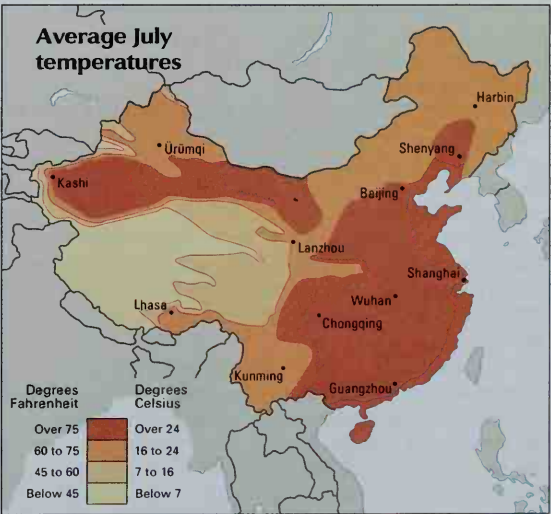 Average July
temperatures
Harbin
Ürümqi
Shenyang
Kashi
Beijing
Lanzhou
Shanghai
Lhasa
Wuhan
Chongqing
Kunming
Guangzhou
Degrees Fahrenheit
Degrees Celsius
Over 75
Over 24
60 to 75
16 to 24
45 to 60
7 to 16
Below 45
Below 7